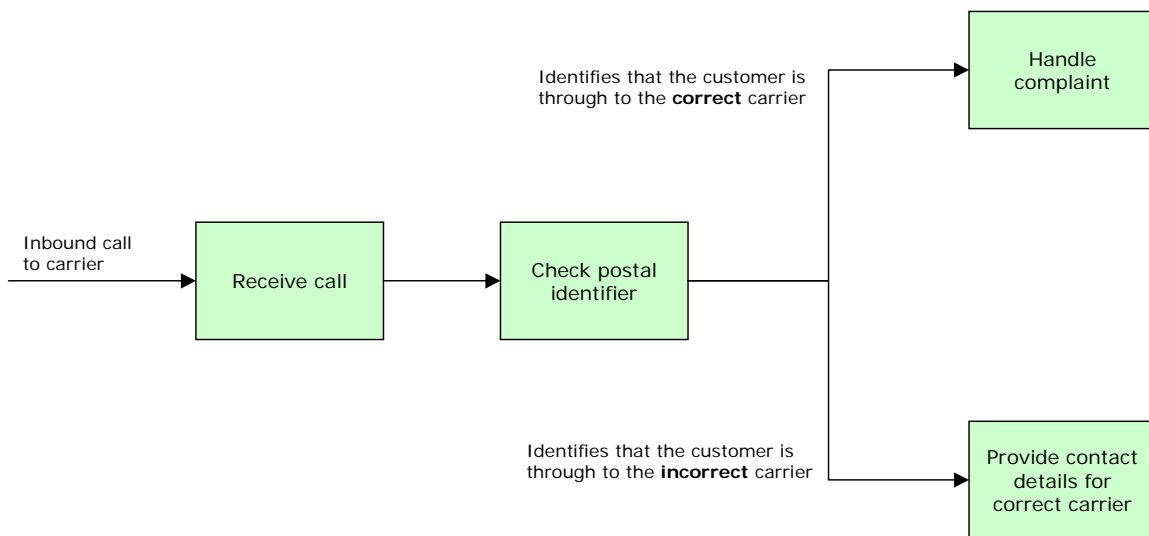 Identifies that the customer is
through to the correct carrier
Handle
complaint
Inbound call
to carrier
Receive call
Check postal
identifier
Identifies that the customer is
through to the incorrect carrier
Provide contact
details for
correct carrier